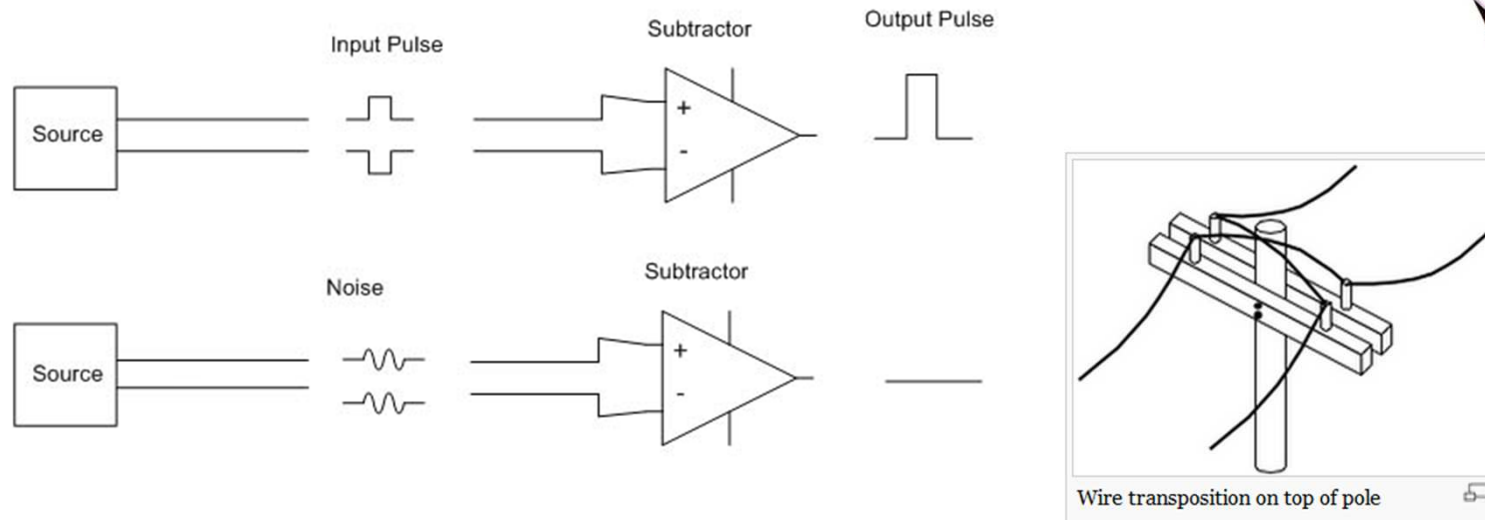 Output Pulse
Subtractor
Input Pulse
Source
+
-
Subtractor
Noise
Source
+
-
Wire transposition on top of pole